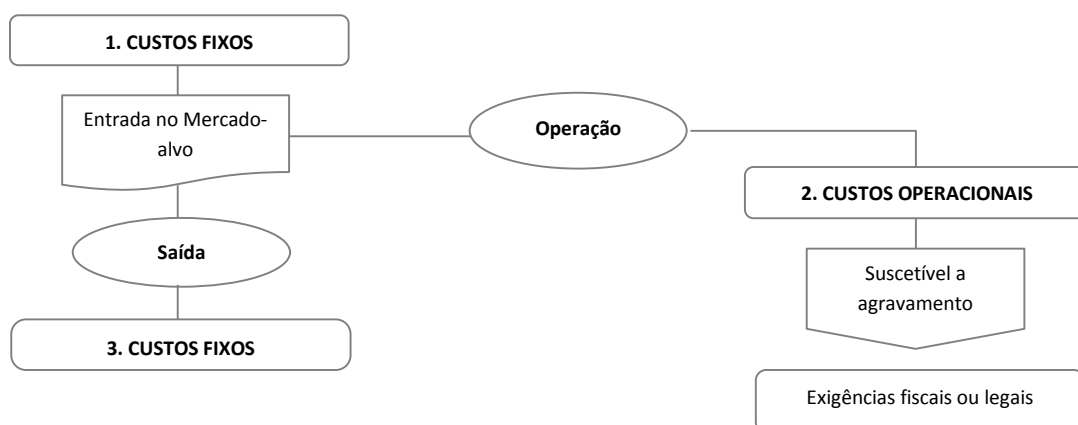 1. CUSTOS FIXOS
Entrada no Mercado-
alvo
Operação
2. CUSTOS OPERACIONAIS
Saída
Suscetível a
agravamento
3. CUSTOS FIXOS
Exigências fiscais ou legais